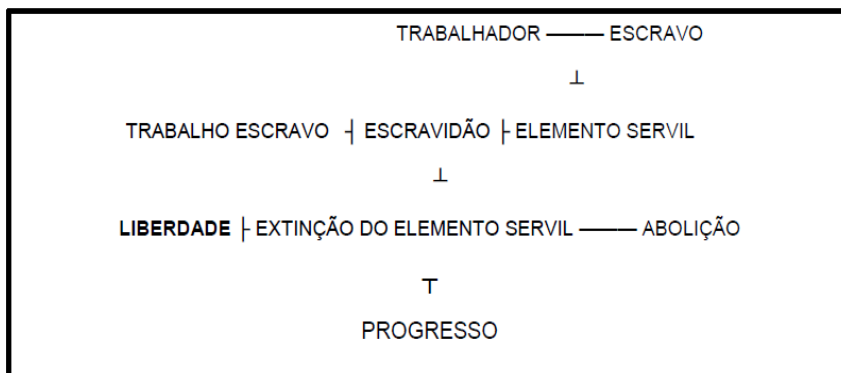 TRABALHADOR ——— ESCRAVO
┴
TRABALHO ESCRAVO ┤ ESCRAVIDÃO ├ ELEMENTO SERVIL
┴
LIBERDADE ├ EXTINÇÃO DO ELEMENTO SERVIL ——— ABOLIÇÃO
┬
PROGRESSO